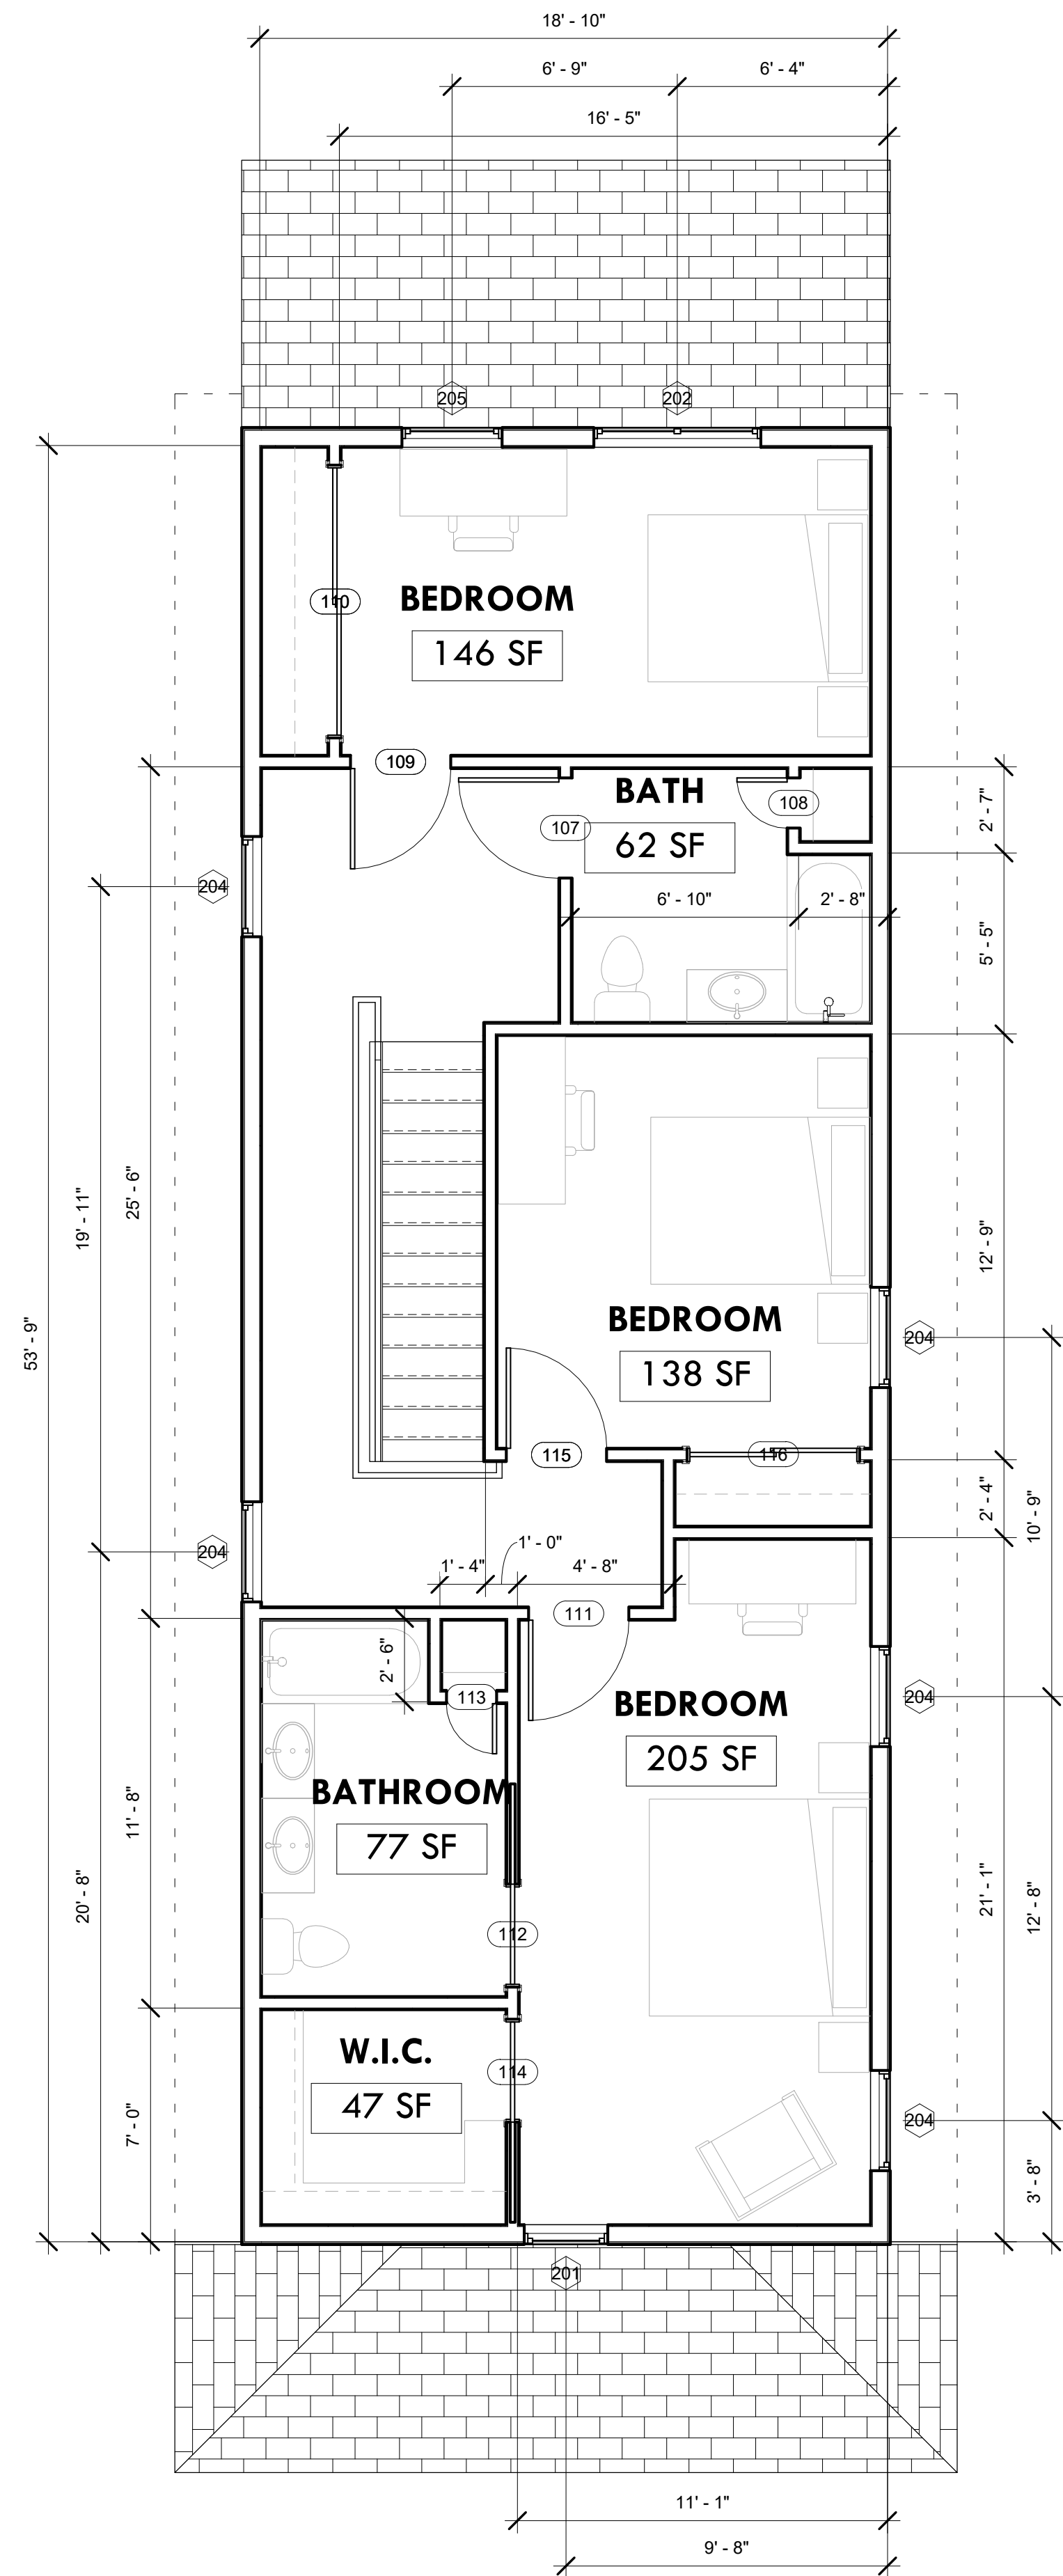 18' - 10"
6' - 9"
6' - 4"
16' - 5"
205
202
110
BEDROOM
146 SF
109
BATH
108
2' - 7"
107
62 SF
204
6' - 10"
2' - 8"
5' - 5"
19' - 11"
25' - 6"
12' - 9"
BEDROOM
204
53' - 9"
138 SF
115
116
2' - 4"
10' - 9"
204
1' - 0"
1' - 4"
4' - 8"
111
2' - 6"
113
204
BEDROOM
205 SF
BATHROOM
11' - 8"
77 SF
20' - 8"
21' - 1"
12' - 8"
112
W.I.C.
114
47 SF
204
7' - 0"
3' - 8"
201
11' - 1"
9' - 8"